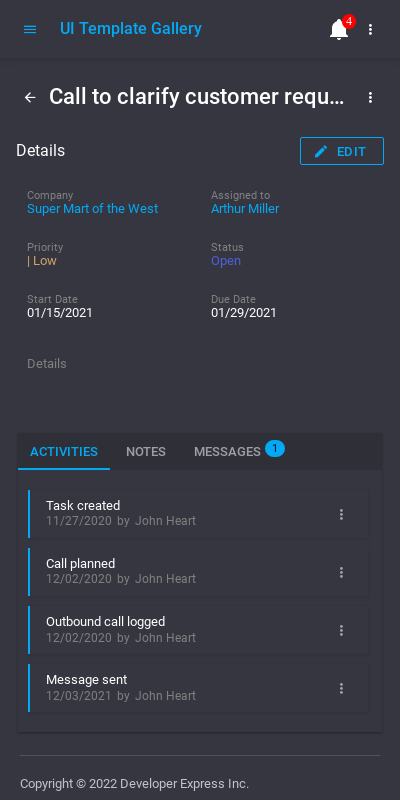 UI Template Gallery
4
Call to clarify customer requ...
Details
EDIT
Company
Assigned to
Super Mart of the West
Arthur Miller
Priority
Status
| Low
Open
Start Date
Due Date
01/15/2021
01/29/2021
Details
ACTIVITIES NOTES MESSAGES 1
Task created
11/27/2020 by John Heart
Call planned
12/02/2020 by John Heart
Outbound call logged
12/02/2020 by John Heart
Message sent
12/03/2021 by John Heart
Copyright © 2022 Developer Express Inc.